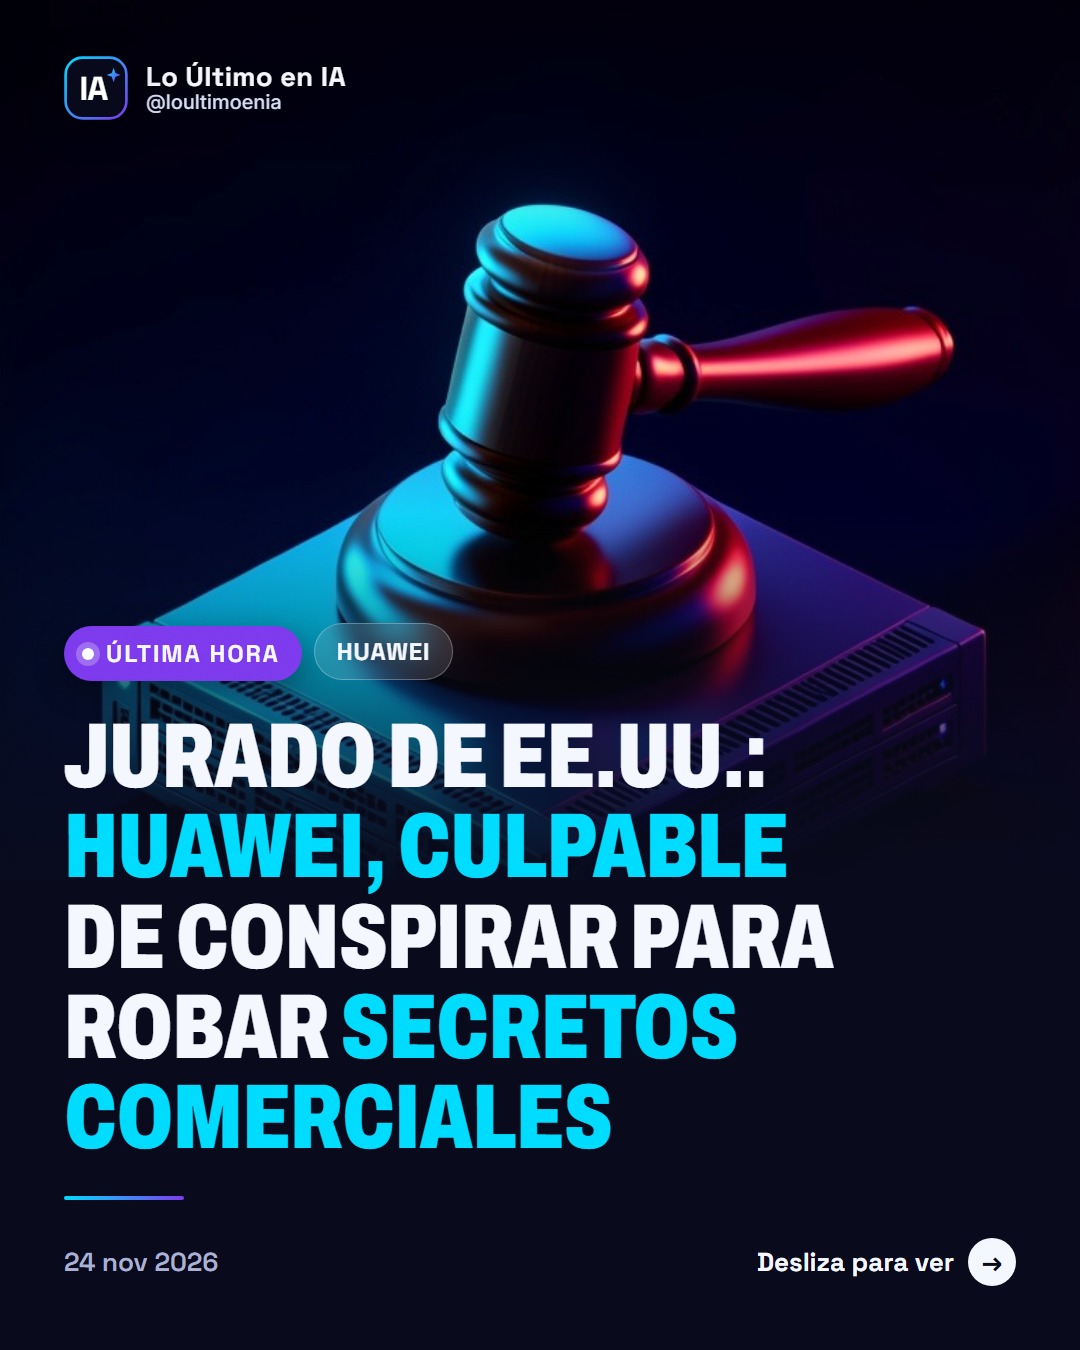 IA
Lo Último en IA
@loultimoenia
ÚLTIMA HORA
HUAWEI
JURADO DE EE.UU.:
HUAWEI, CULPABLE
DE CONSPIRAR PARA
ROBAR SECRETOS
COMERCIALES
24 nov 2026
Desliza para ver →